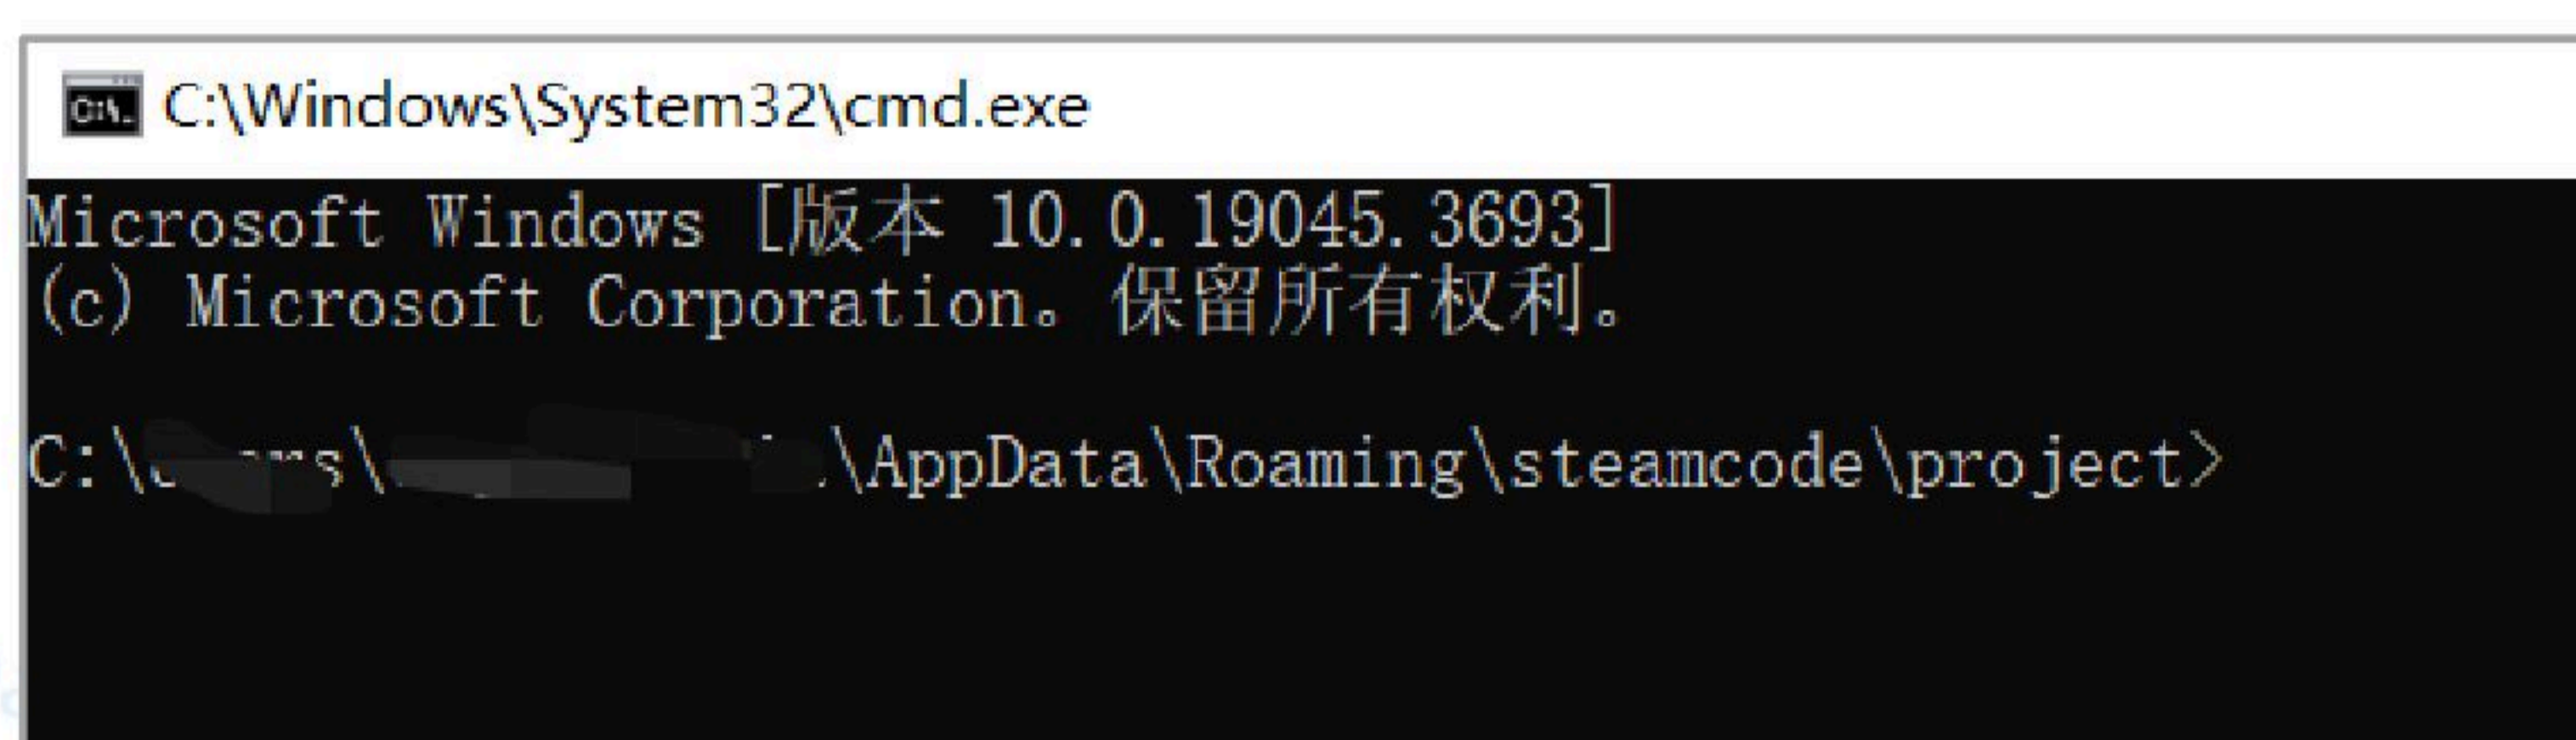 C:\Windows\System32\cmd.exe
Microsoft Windows [版本 10.0.19045.3693]
(c) Microsoft Corporation。保留所有权利。
C:\ \AppData\Roaming\steamcode\project>